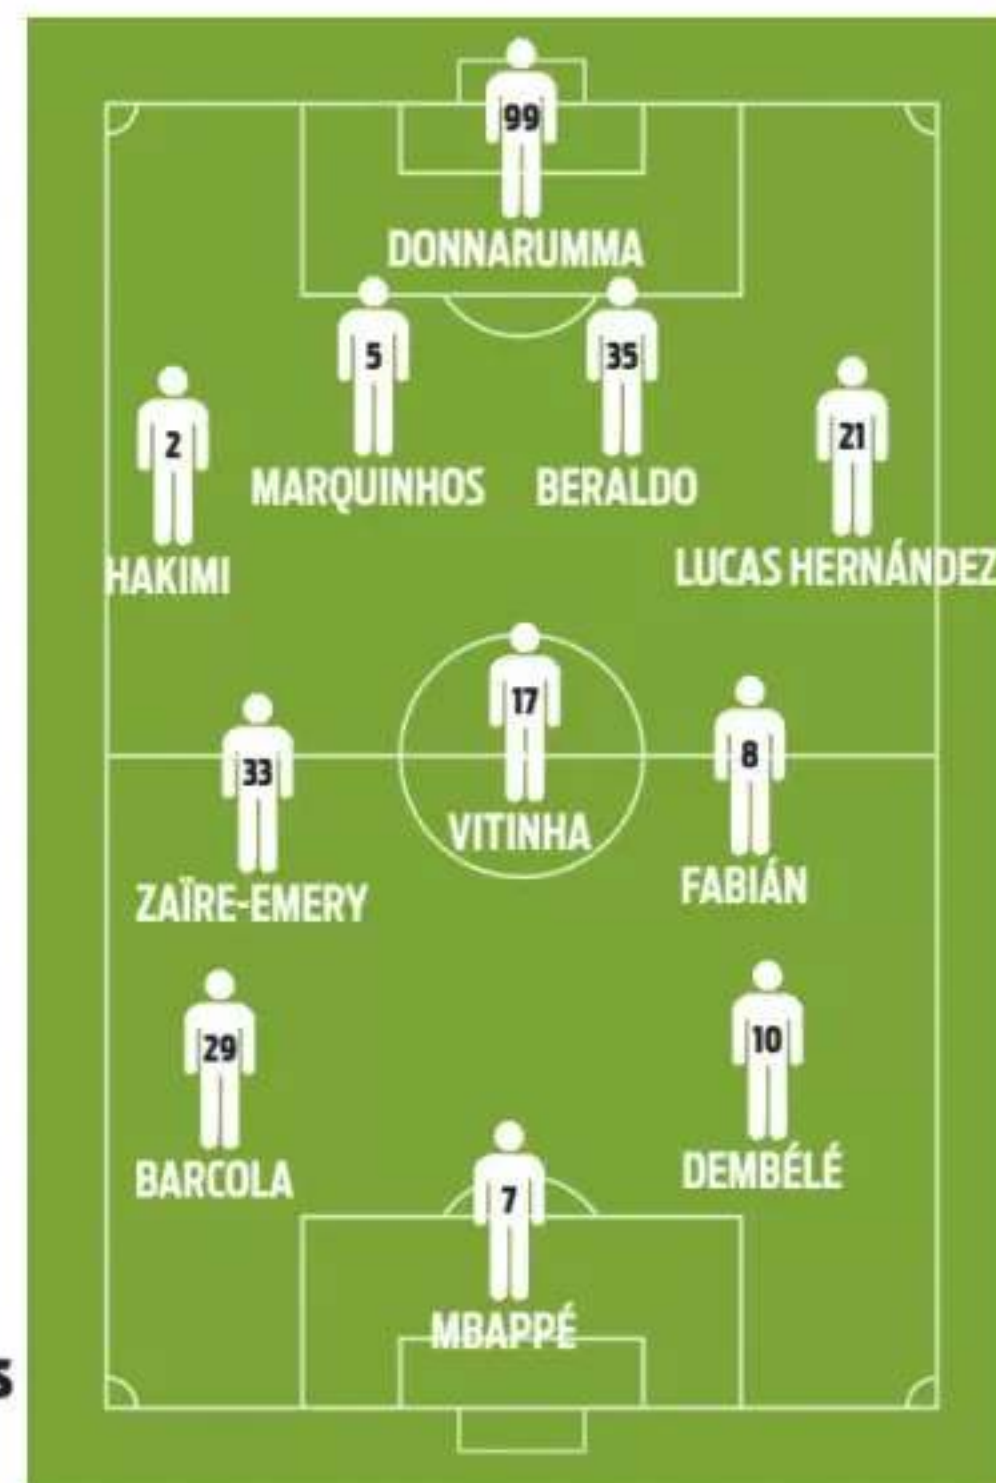 99
DONNARUMMA
5
35
MARQUINHOS
BERALDO
2
21
HAKIMI
LUCAS HERNÁNDEZ
17
VITINHA
33
8
ZAÏRE-EMERY
FABIÁN
29
10
BARCOLA
DEMBÉLÉ
7
MBAPPÉ
s